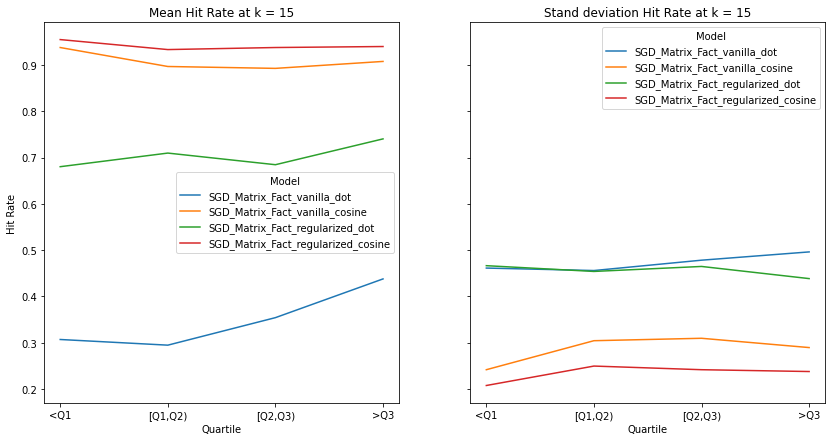 Mean Hit Rate at k = 15
Hit Rate
0.9
0.8
0.7
0.6
0.5
0.4
0.3
0.2
Model
SGD_Matrix_Fact_vanilla_dot
SGD_Matrix_Fact_vanilla_cosine
SGD_Matrix_Fact_regularized_dot
SGD_Matrix_Fact_regularized_cosine
<Q1 [Q1,Q2) [Q2,Q3) >Q3
Quartile
Stand deviation Hit Rate at k = 15
Model
SGD_Matrix_Fact_vanilla_dot
SGD_Matrix_Fact_vanilla_cosine
SGD_Matrix_Fact_regularized_dot
SGD_Matrix_Fact_regularized_cosine
<Q1 [Q1,Q2) [Q2,Q3) >Q3
Quartile